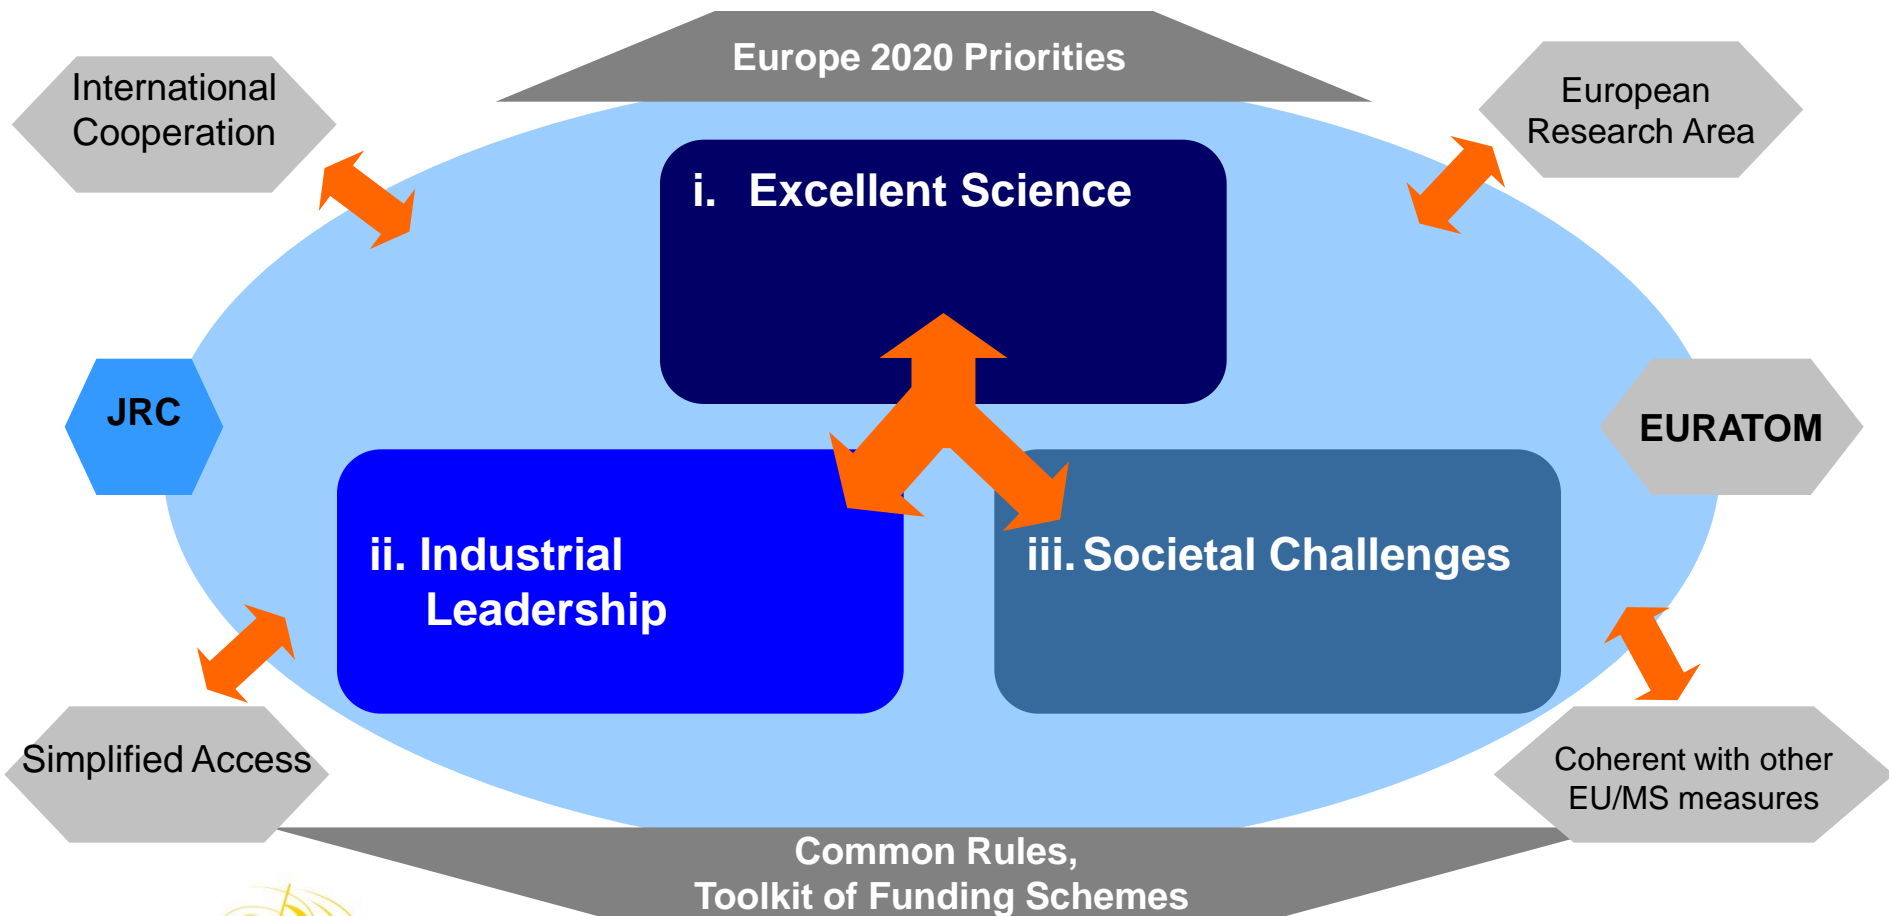 Europe 2020 Priorities
International
Cooperation
European
Research Area
i. Excellent Science
JRC
EURATOM
ii. Industrial
Leadership
iii. Societal Challenges
Simplified Access
Coherent with other
EU/MS measures
Common Rules,
Toolkit of Funding Schemes